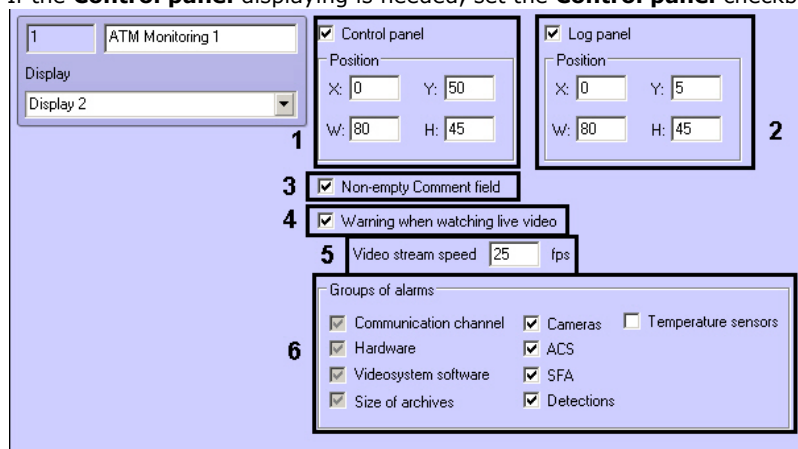 If the Control panel displaying is needed, set the Control panel checkb
1 ATM Monitoring 1
Display
Display 2
Control panel
Position
X: 0 Y: 50
W: 80 H: 45
1
Log panel
Position
X: 0 Y: 5
W: 80 H: 45
2
3 Non-empty Comment field
4 Warning when watching live video
5 Video stream speed 25 fps
Groups of alarms
Communication channel Cameras Temperature sensors
Hardware ACS
6
Videosystem software SFA
Size of archives Detections